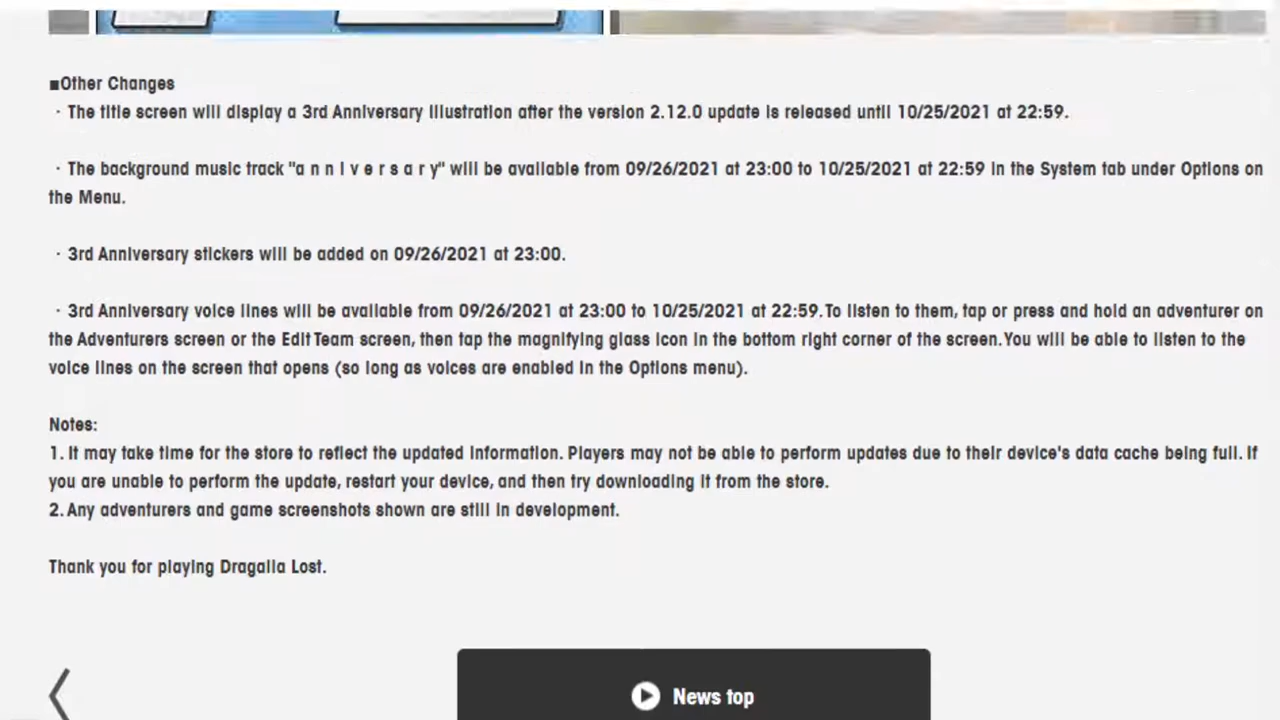 ■Other Changes
· The title screen will display a 3rd Anniversary illustration after the version 2.12.0 update is released until 10/25/2021 at 22:59.
· The background music track "a n n i v e r s a r y" will be available from 09/26/2021 at 23:00 to 10/25/2021 at 22:59 in the System tab under Options on
the Menu.
· 3rd Anniversary stickers will be added on 09/26/2021 at 23:00.
· 3rd Anniversary voice lines will be available from 09/26/2021 at 23:00 to 10/25/2021 at 22:59. To listen to them, tap or press and hold an adventurer on
the Adventurers screen or the Edit Team screen, then tap the magnifying glass icon in the bottom right corner of the screen. You will be able to listen to the
voice lines on the screen that opens (so long as voices are enabled in the Options menu).
Notes:
1. It may take time for the store to reflect the updated information. Players may not be able to perform updates due to their device's data cache being full. If
you are unable to perform the update, restart your device, and then try downloading it from the store.
2. Any adventurers and game screenshots shown are still in development.
Thank you for playing Dragalia Lost.
News top